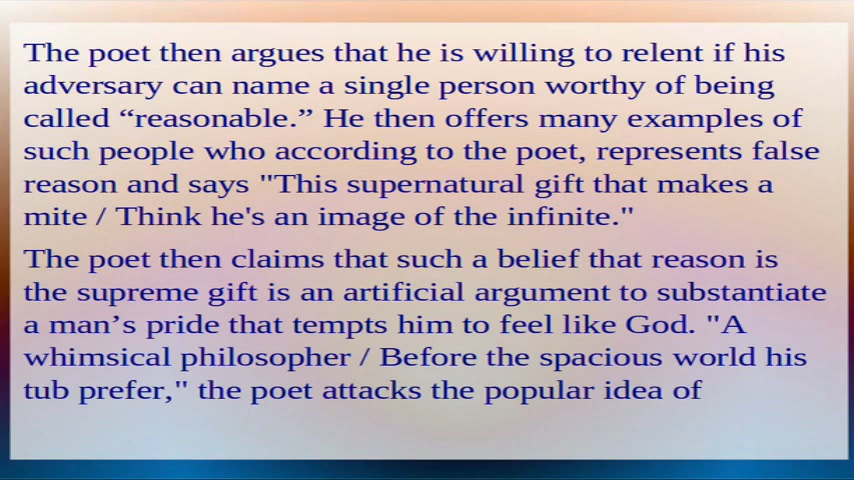 The poet then argues that he is willing to relent if his
adversary can name a single person worthy of being
called “reasonable.” He then offers many examples of
such people who according to the poet, represents false
reason and says "This supernatural gift that makes a
mite / Think he's an image of the infinite."
The poet then claims that such a belief that reason is
the supreme gift is an artificial argument to substantiate
a man’s pride that tempts him to feel like God. "A
whimsical philosopher / Before the spacious world his
tub prefer," the poet attacks the popular idea of